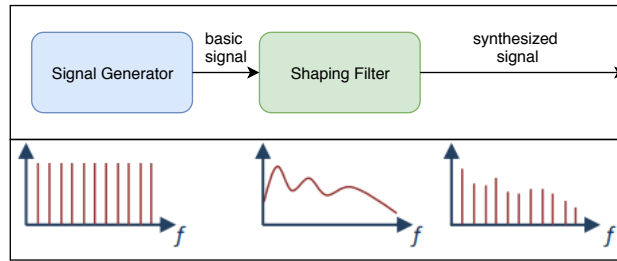 basic
signal
synthesized
signal
Signal Generator
Shaping Filter
f
f
f